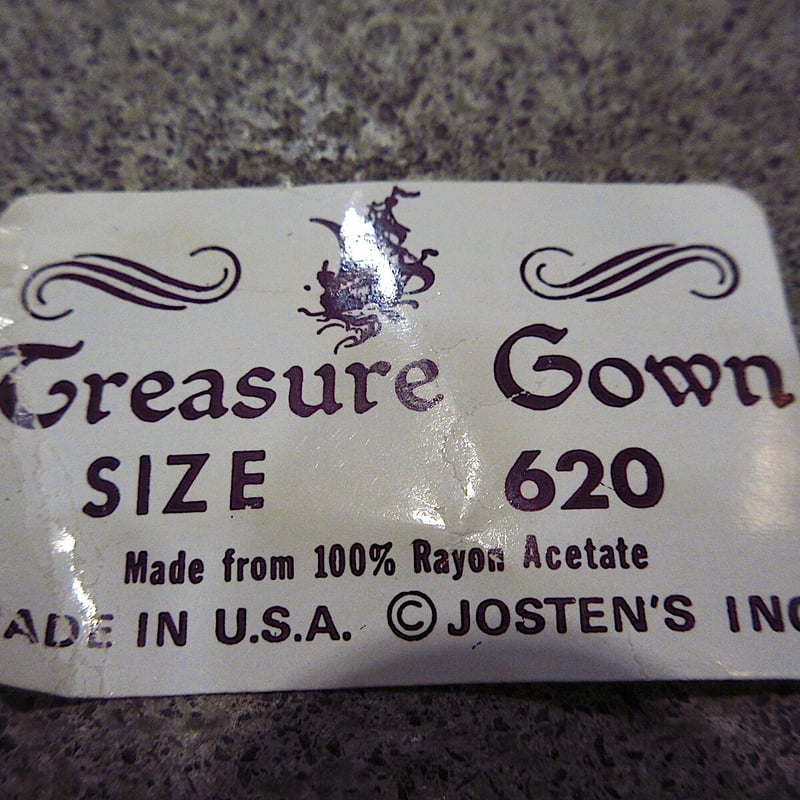 Treasure Gown
SIZE 620
Made from 100% Rayon Acetate
ADE IN U.S.A. © JOSTEN'S INC